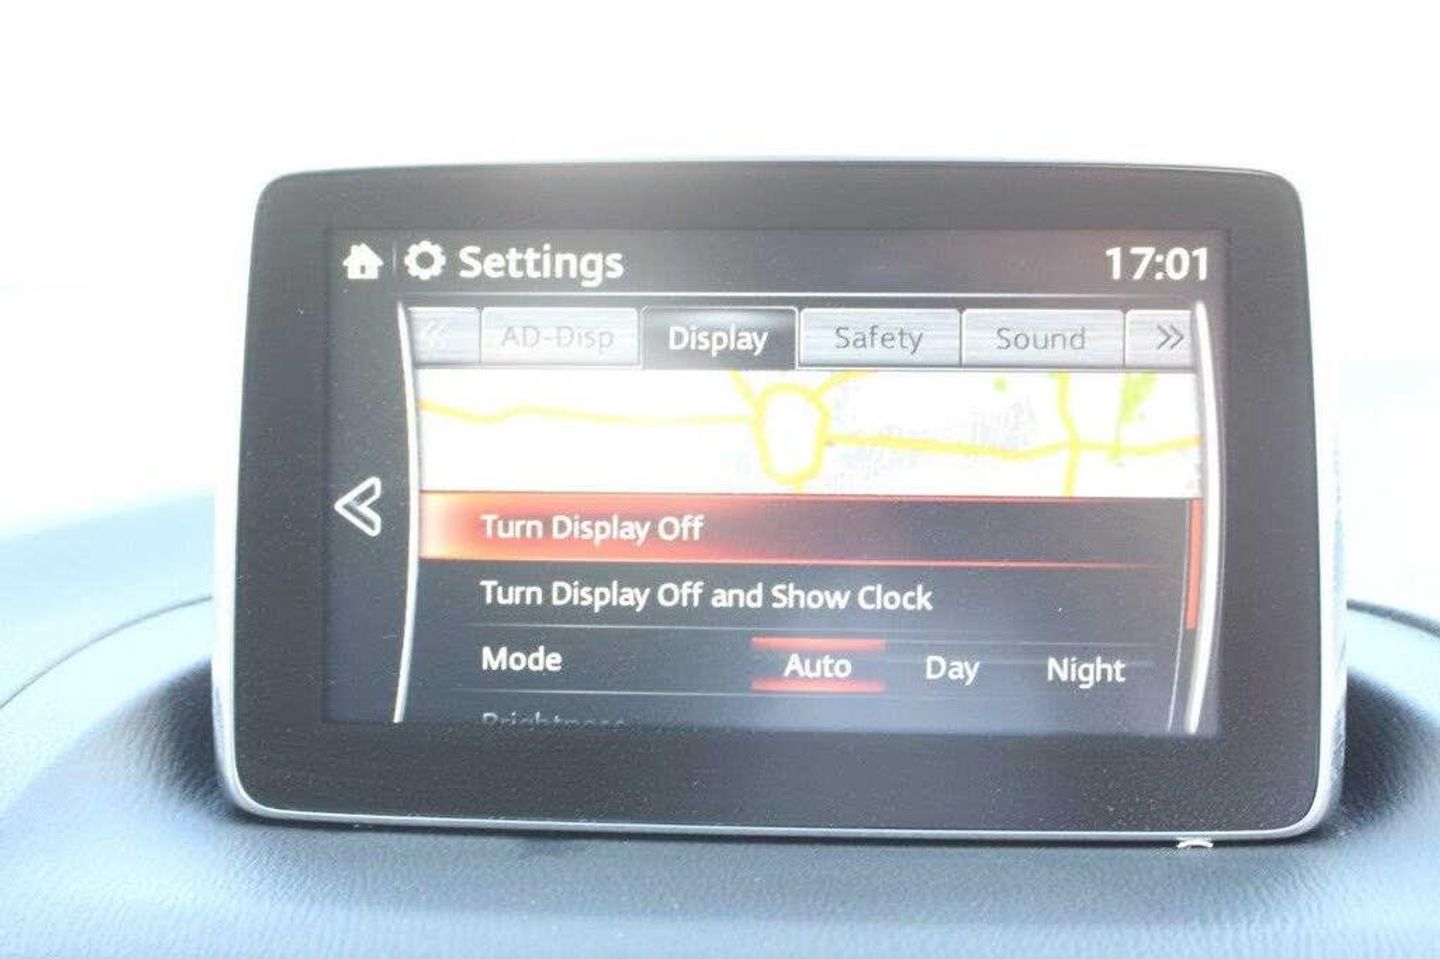 Settings 17:01
AD-Disp Display Safety Sound
Turn Display Off
Turn Display Off and Show Clock
Mode Auto Day Night
Brightness